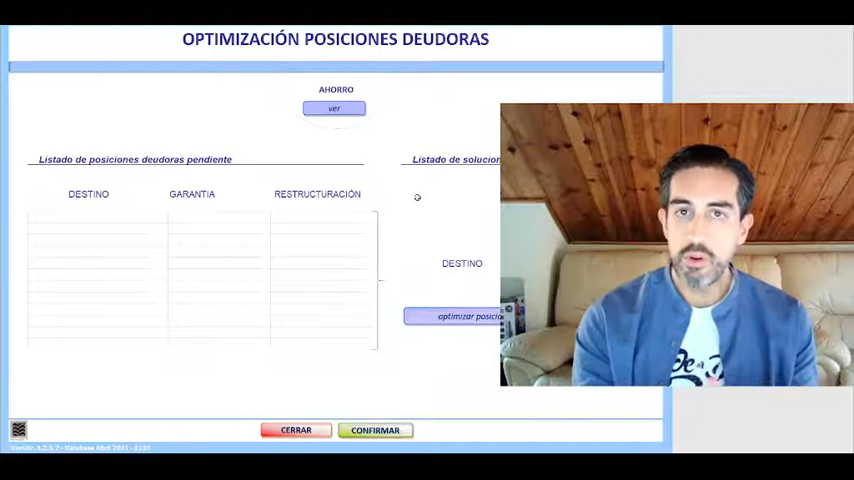 OPTIMIZACIÓN POSICIONES DEUDORAS
AHORRO
ver
Listado de posiciones deudoras pendiente
Listado de solucion
DESTINO GARANTIA RESTRUCTURACIÓN
DESTINO
optimizar posicio
CERRAR CONFIRMAR
de